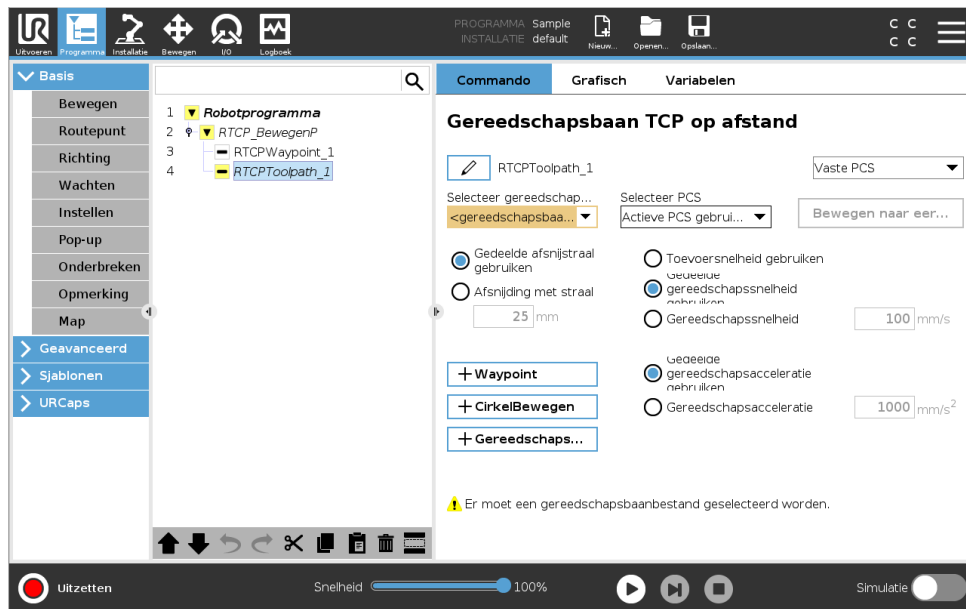 PROGRAMMA Sample
INSTALLATIE default
Uitvoeren Programma Installatie Bewegen I/O Logboek
Nieuw... Openen... Opslaan...
C C
C C
Basis
Bewegen
Routepunt
Richting
Wachten
Instellen
Pop-up
Onderbreken
Opmerking
Map
Geavanceerd
Sjablonen
URCaps
1 Robotprogramma
2 RTCP_BewegenP
3 RTCPWaypoint_1
4 RTCPToolpath_1
Commando Grafisch Variabelen
Gereedschapsbaan TCP op afstand
RTCPToolpath_1
Vaste PCS
Selecteer gereedschap...
Selecteer PCS
<gereedschapsbaa...
Actieve PCS gebrui...
Bewegen naar eer...
Gedeelde afsnijstraal
gebruiken
Afsnijding met straal
25 mm
Toevoersnelheid gebruiken
Gedeelde
gereedschapssnelheid
gebruiken
Gereedschapssnelheid
100 mm/s
+ Waypoint
+ CirkelBewegen
+ Gereedschaps...
Gedeelde
gereedschapsacceleratie
gebruiken
Gereedschapsacceleratie
1000 mm/s²
Er moet een gereedschapsbaanbestand geselecteerd worden.
Uitzetten
Snelheid
100%
Simulatie